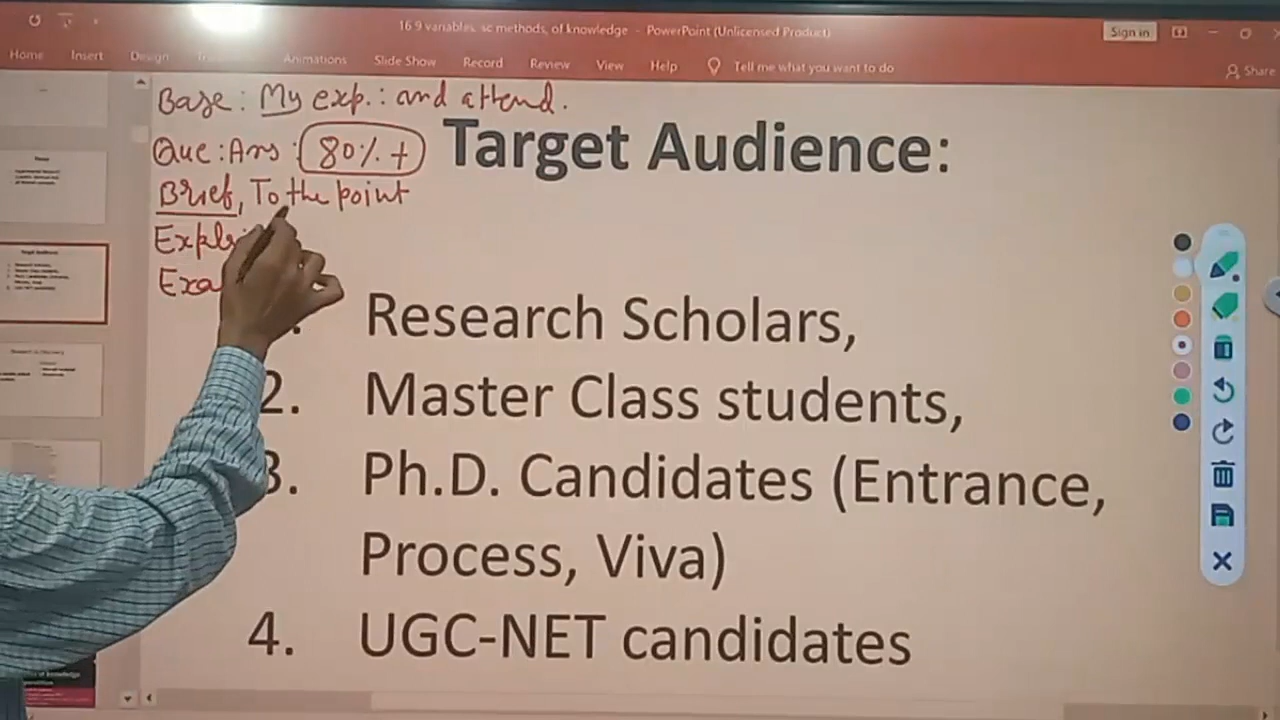 16 9 variables, sc methods, of knowledge - PowerPoint (Unlicensed Product)
Sign in
Home Insert Design Animations Slide Show Record Review View Help Tell me what you want to do
Share
Base : My exp. : and attend.
Que : Ans : 80% +
Brief, To the point
Target Audience:
Research Scholars,
2. Master Class students,
3. Ph.D. Candidates (Entrance,
Process, Viva)
4. UGC-NET candidates